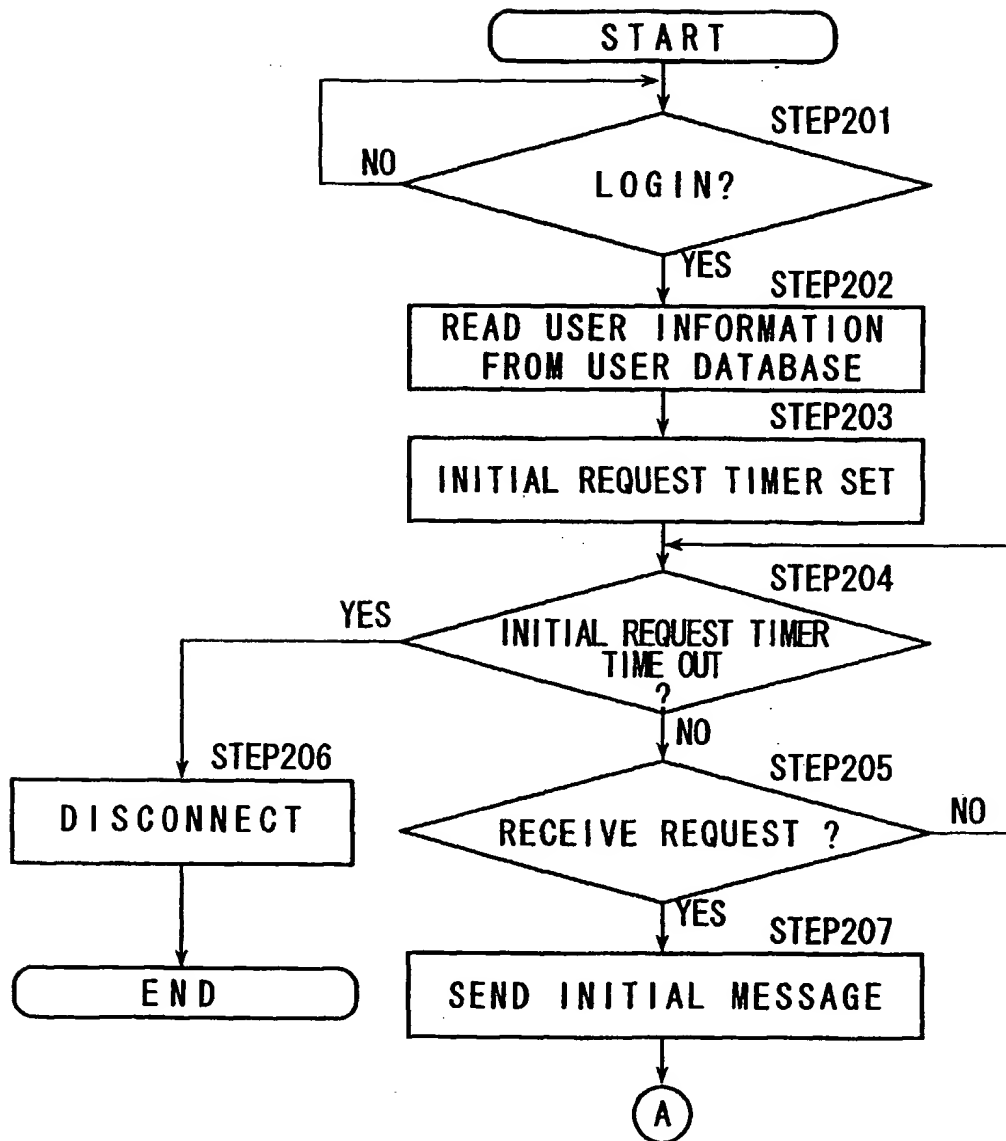 START
STEP201
NO
LOGIN?
YES
STEP202
READ USER INFORMATION
FROM USER DATABASE
STEP203
INITIAL REQUEST TIMER SET
STEP204
YES
INITIAL REQUEST TIMER
TIME OUT
?
NO
STEP206
DISCONNECT
END
STEP205
RECEIVE REQUEST ?
NO
YES
STEP207
SEND INITIAL MESSAGE
A